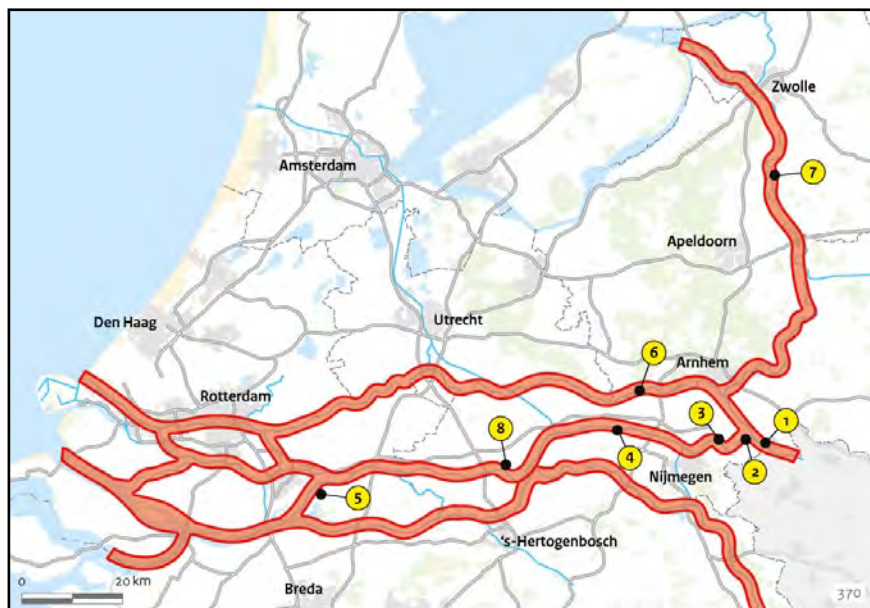 Zwolle
7
Amsterdam
Apeldoorn
Utrecht
Den Haag
6
Arnhem
Rotterdam
3
1
8
4
Nijmegen
2
5
's-Hertogenbosch
0
20 km
Breda
370